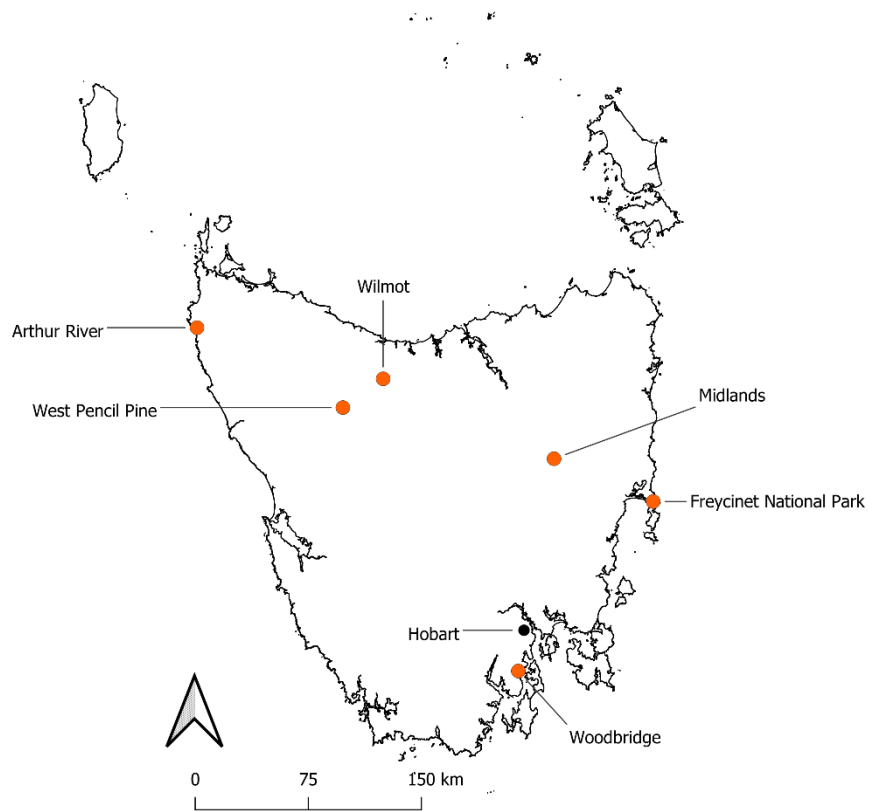 Wilmot
Arthur River
West Pencil Pine
Midlands
Freycinet National Park
Hobart
Woodbridge
0 75 150 km